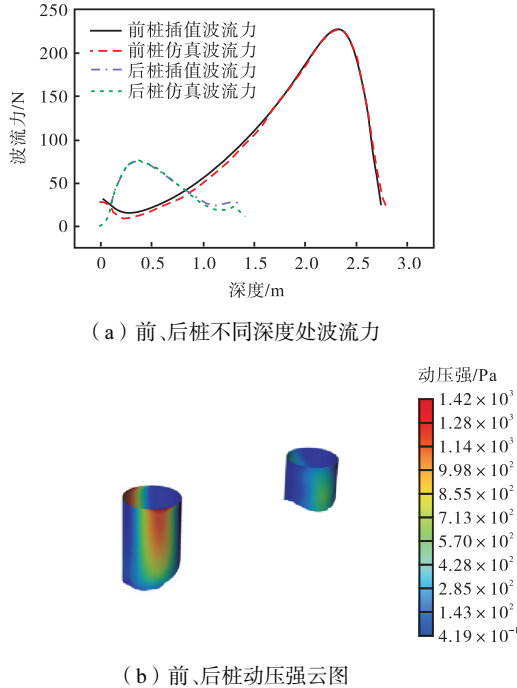 250
200
150
100
50
0
波流力/N
前桩插值波流力
前桩仿真波流力
后桩插值波流力
后桩仿真波流力
0 0.5 1.0 1.5 2.0 2.5 3.0
深度/m
（a）前、后桩不同深度处波流力
动压强/Pa
1.42×10³
1.28×10³
1.14×10³
9.98×10²
8.55×10²
7.13×10²
5.70×10²
4.28×10²
2.85×10²
1.43×10²
4.19×10⁻¹
（b）前、后桩动压强云图